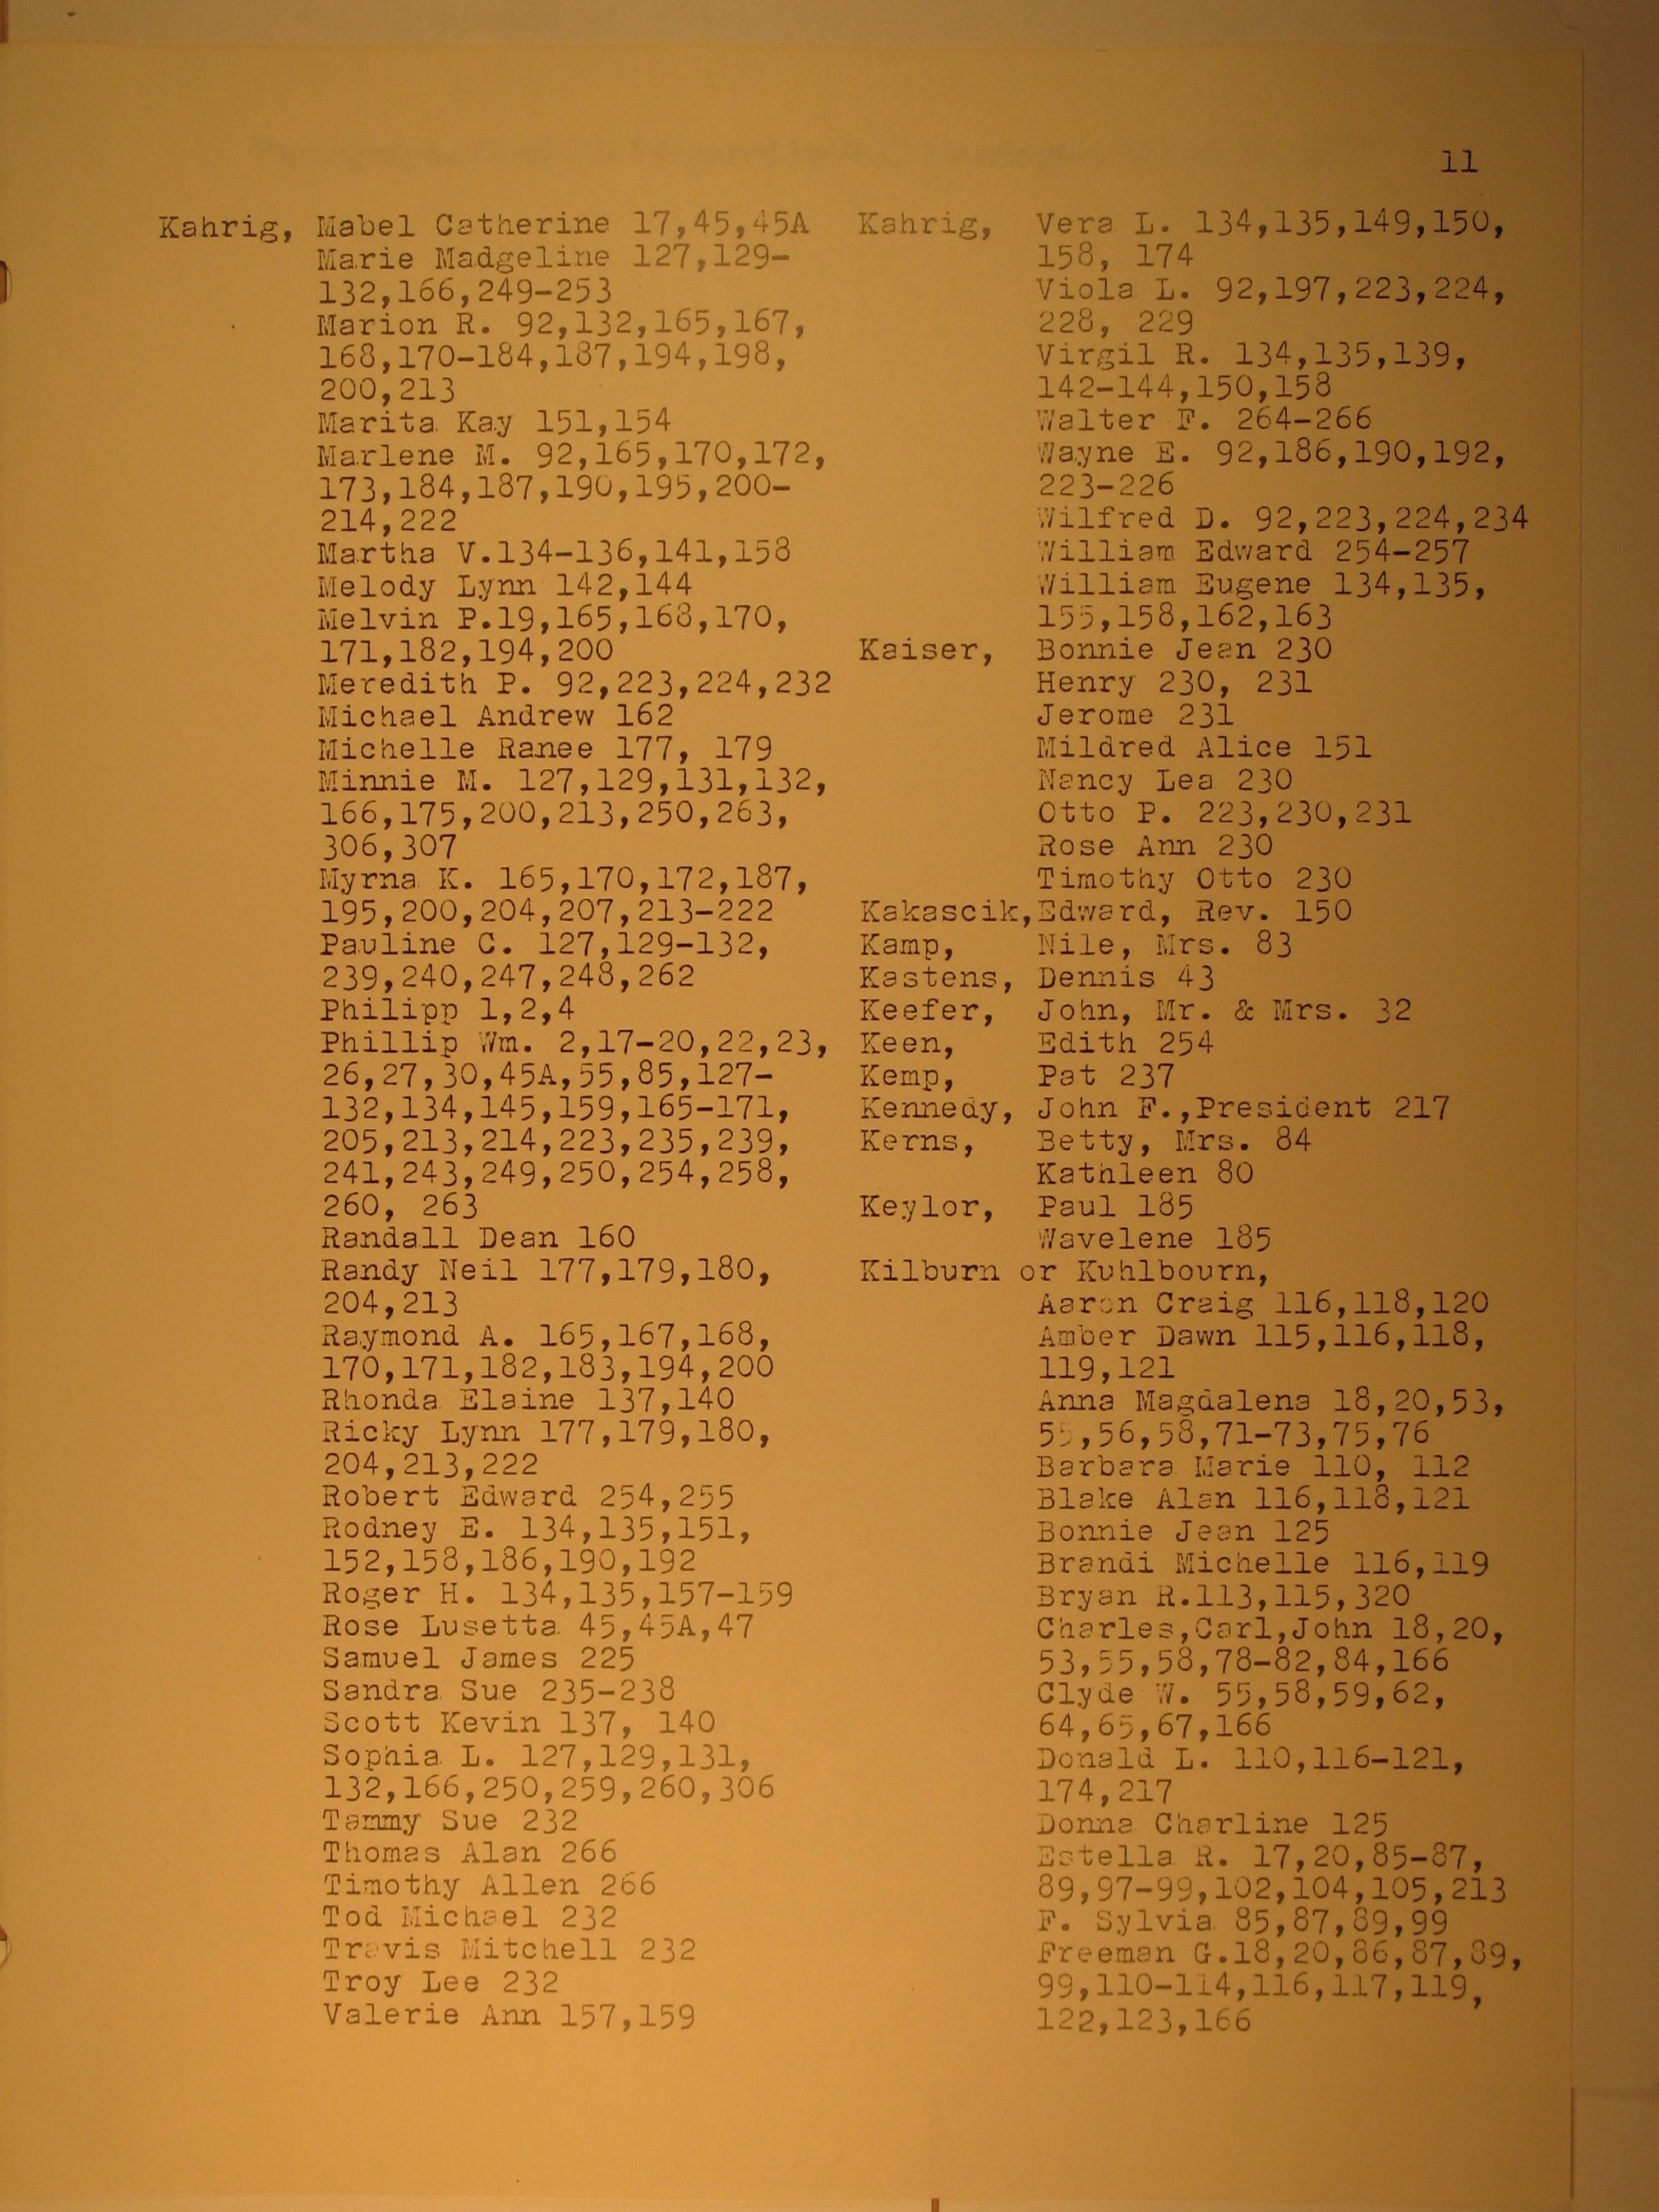 11
Kahrig, Mabel Catherine 17,45,45A
Marie Madgeline 127,129-
132,166,249-253
Marion R. 92,132,165,167,
168,170-184,187,194,198,
200,213
Marita Kay 151,154
Marlene M. 92,165,170,172,
173,184,187,190,195,200-
214,222
Martha V.134-136,141,158
Melody Lynn 142,144
Melvin P.19,165,168,170,
171,182,194,200
Meredith P. 92,223,224,232
Michael Andrew 162
Michelle Ranee 177, 179
Minnie M. 127,129,131,132,
166,175,200,213,250,263,
306,307
Myrna K. 165,170,172,187,
195,200,204,207,213-222
Pauline C. 127,129-132,
239,240,247,248,262
Philipp 1,2,4
Phillip Wm. 2,17-20,22,23,
26,27,30,45A,55,85,127-
132,134,145,159,165-171,
205,213,214,223,235,239,
241,243,249,250,254,258,
260, 263
Randall Dean 160
Randy Neil 177,179,180,
204,213
Raymond A. 165,167,168,
170,171,182,183,194,200
Rhonda Elaine 137,140
Ricky Lynn 177,179,180,
204,213,222
Robert Edward 254,255
Rodney E. 134,135,151,
152,158,186,190,192
Roger H. 134,135,157-159
Rose Lusetta 45,45A,47
Samuel James 225
Sandra Sue 235-238
Scott Kevin 137, 140
Sophia L. 127,129,131,
132,166,250,259,260,306
Tammy Sue 232
Thomas Alan 266
Timothy Allen 266
Tod Michael 232
Travis Mitchell 232
Troy Lee 232
Valerie Ann 157,159
Kahrig, Vera L. 134,135,149,150,
158, 174
Viola L. 92,197,223,224,
228, 229
Virgil R. 134,135,139,
142-144,150,158
Walter F. 264-266
Wayne E. 92,186,190,192,
223-226
Wilfred D. 92,223,224,234
William Edward 254-257
William Eugene 134,135,
155,158,162,163
Kaiser, Bonnie Jean 230
Henry 230, 231
Jerome 231
Mildred Alice 151
Nancy Lea 230
Otto P. 223,230,231
Rose Ann 230
Timothy Otto 230
Kakascik,Edward, Rev. 150
Kamp, Nile, Mrs. 83
Kastens, Dennis 43
Keefer, John, Mr. & Mrs. 32
Keen, Edith 254
Kemp, Pat 237
Kennedy, John F.,President 217
Kerns, Betty, Mrs. 84
Kathleen 80
Keylor, Paul 185
Wavelene 185
Kilburn or Kuhlbourn,
Aaron Craig 116,118,120
Amber Dawn 115,116,118,
119,121
Anna Magdalena 18,20,53,
55,56,58,71-73,75,76
Barbara Marie 110, 112
Blake Alan 116,118,121
Bonnie Jean 125
Brandi Michelle 116,119
Bryan R.113,115,320
Charles,Carl,John 18,20,
53,55,58,78-82,84,166
Clyde W. 55,58,59,62,
64,65,67,166
Donald L. 110,116-121,
174,217
Donna Charline 125
Estella R. 17,20,85-87,
89,97-99,102,104,105,213
F. Sylvia 85,87,89,99
Freeman G.18,20,86,87,89,
99,110-114,116,117,119,
122,123,166